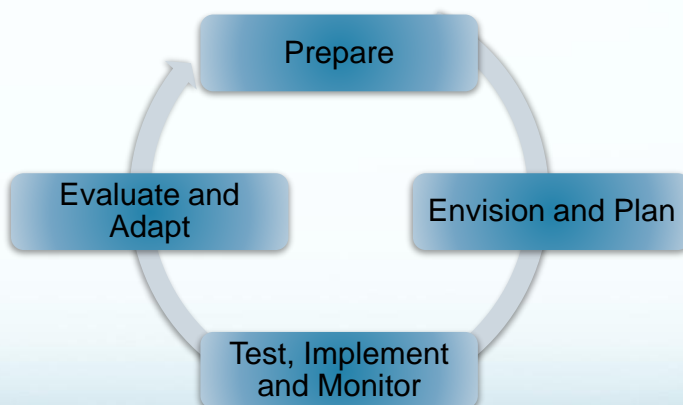 Prepare
Envision and Plan
Test, Implement
and Monitor
Evaluate and
Adapt